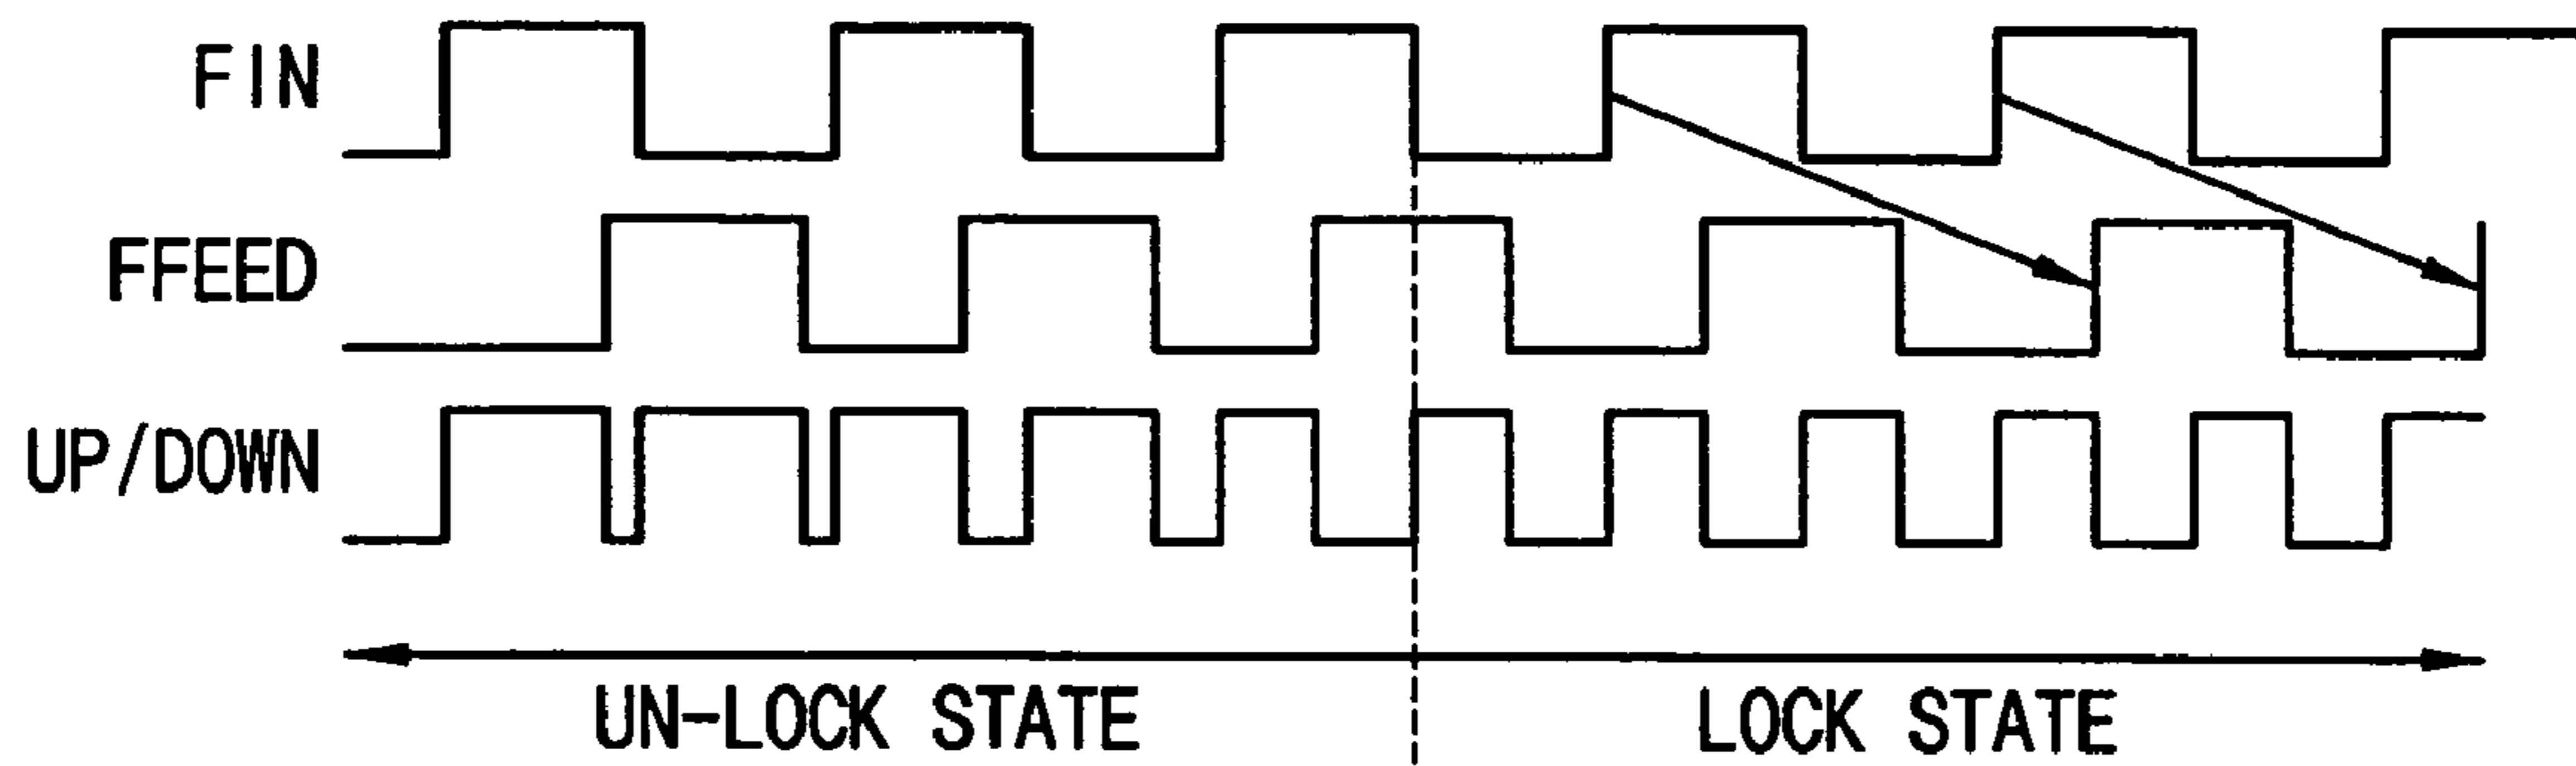 FIN
FFEED
UP/DOWN
UN-LOCK STATE
LOCK STATE